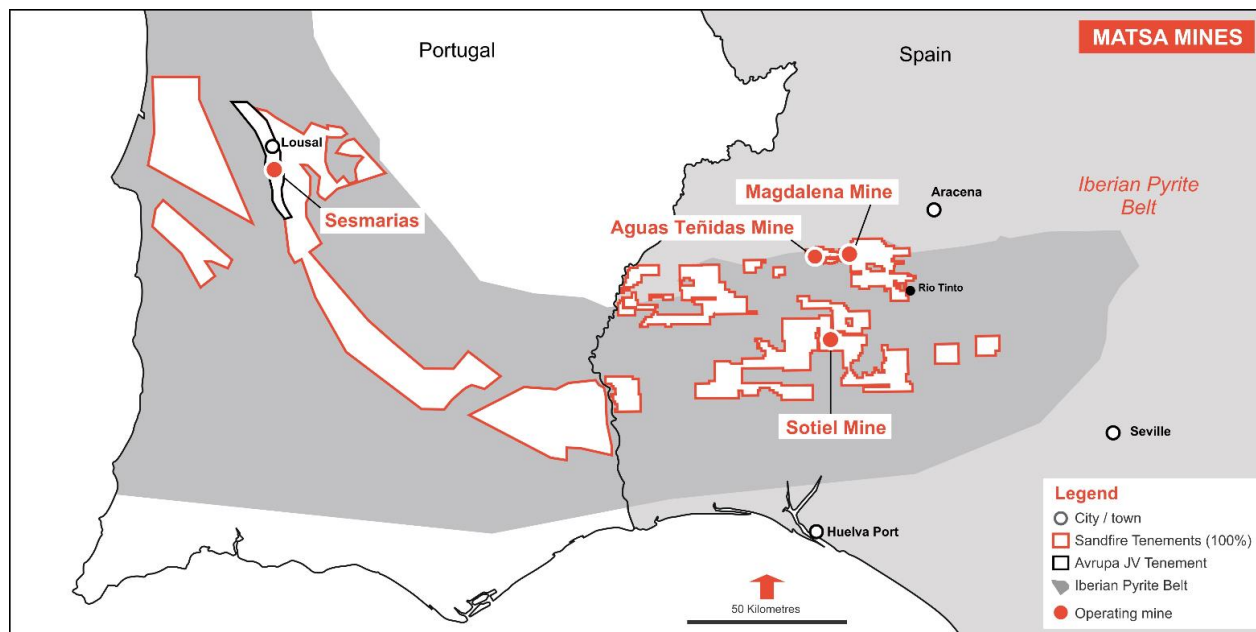 MATSA MINES
Portugal
Spain
Lousal
Sesmarias
Magdalena Mine
Aracena
Iberian Pyrite
Belt
Aguas Teñidas Mine
Rio Tinto
Sotiel Mine
Seville
Huelva Port
50 Kilometres
Legend
City / town
Sandfire Tenements (100%)
Avrupa JV Tenement
Iberian Pyrite Belt
Operating mine